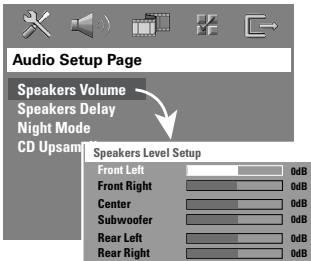 Audio Setup Page
Speakers Volume
Speakers Delay
Night Mode
CD
Speakers Level Setup
Front Left 0dB
Front Right 0dB
Center 0dB
Subwoofer 0dB
Rear Left 0dB
Rear Right 0dB